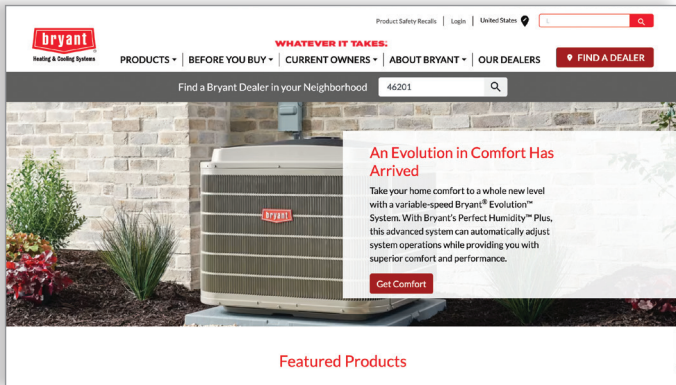 Product Safety Recalls | Login | United States
bryant
Heating & Cooling Systems
WHATEVER IT TAKES.
PRODUCTS | BEFORE YOU BUY | CURRENT OWNERS | ABOUT BRYANT | OUR DEALERS
FIND A DEALER
Find a Bryant Dealer in your Neighborhood
46201
bryant
An Evolution in Comfort Has
Arrived
Take your home comfort to a whole new level
with a variable-speed Bryant® Evolution™
System. With Bryant's Perfect Humidity™ Plus,
this advanced system can automatically adjust
system operations while providing you with
superior comfort and performance.
Get Comfort
Featured Products